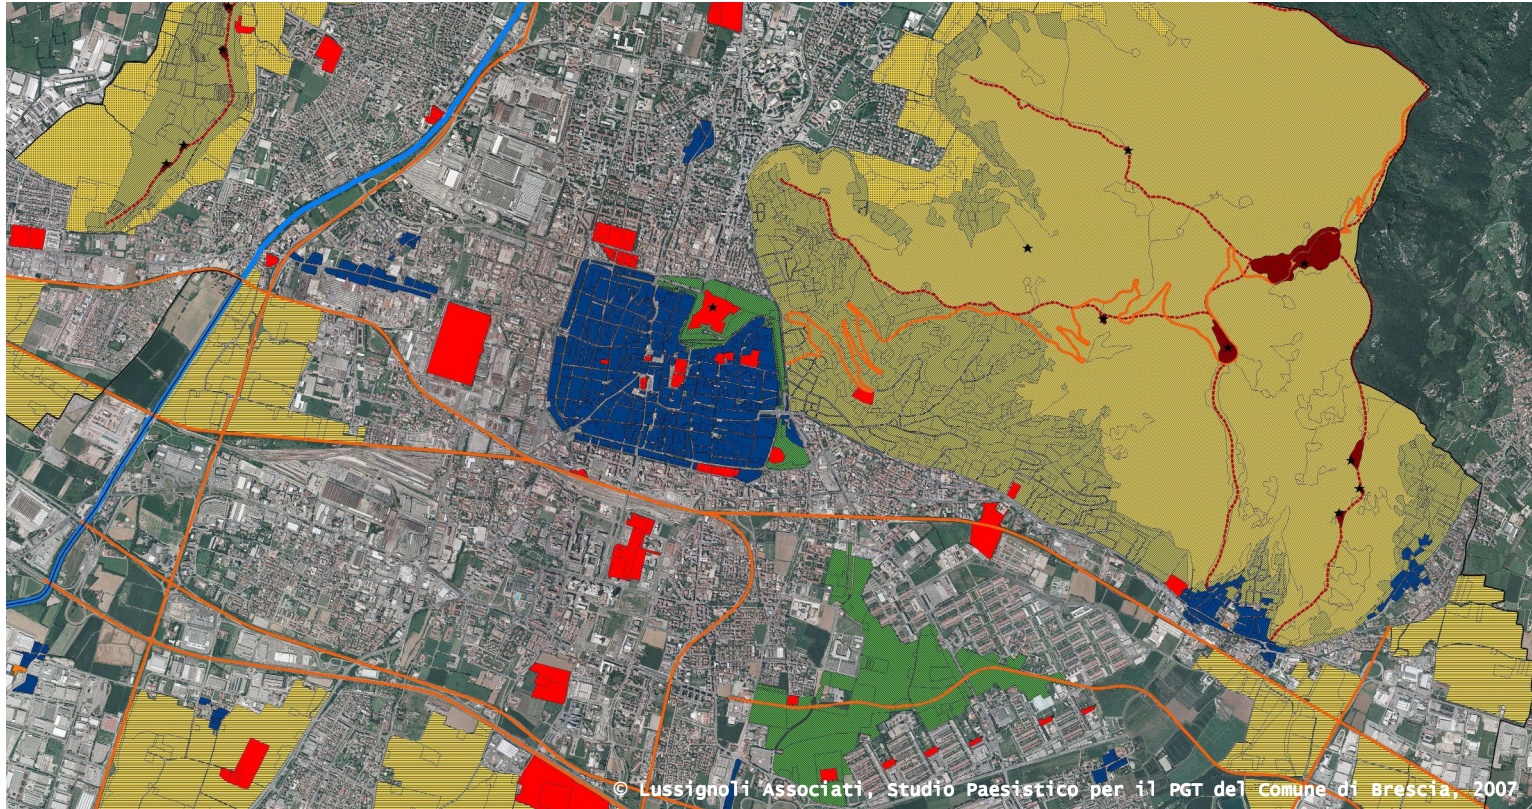 © Lussignoli Associati, Studio Paesistico per il PGT del Comune di Brescia, 2007